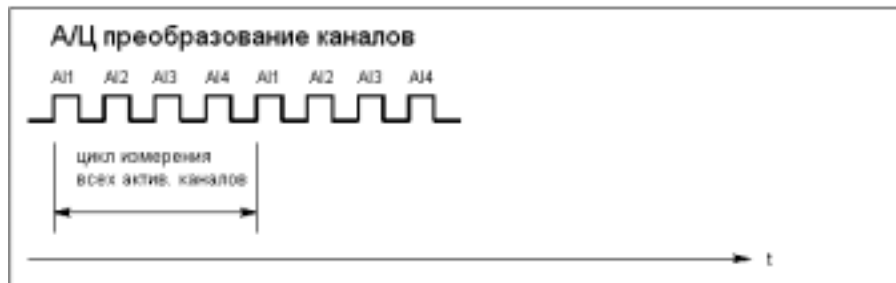 А/Ц преобразование каналов
AI1 AI2 AI3 AI4 AI1 AI2 AI3 AI4
цикл измерения
всех актив. каналов
t